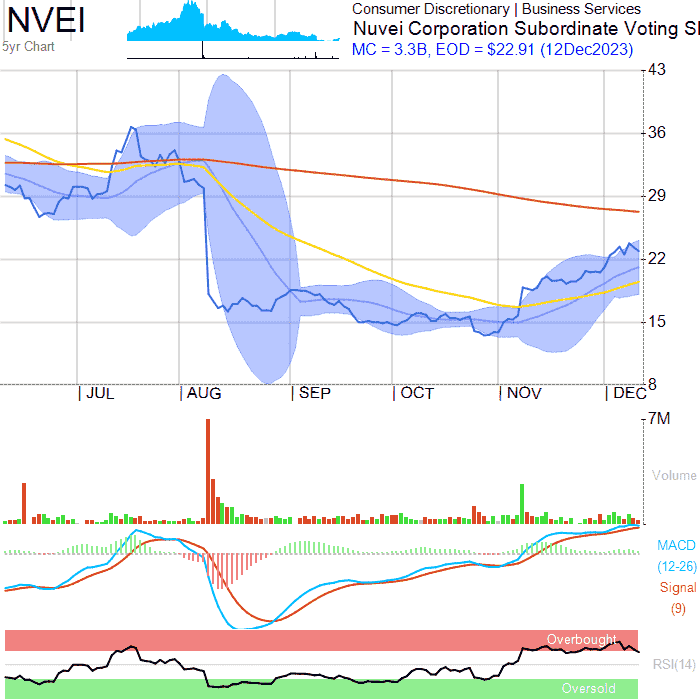 NVEI
5yr Chart
Consumer Discretionary | Business Services
Nuvei Corporation Subordinate Voting
MC = 3.3B, EOD = $22.91 (12Dec2023)
43
36
29
22
15
8
JUL
AUG
SEP
OCT
NOV
DEC
7M
Volume
MACD
(12-26)
Signal
(9)
Overbought
RSI(14)
Oversold